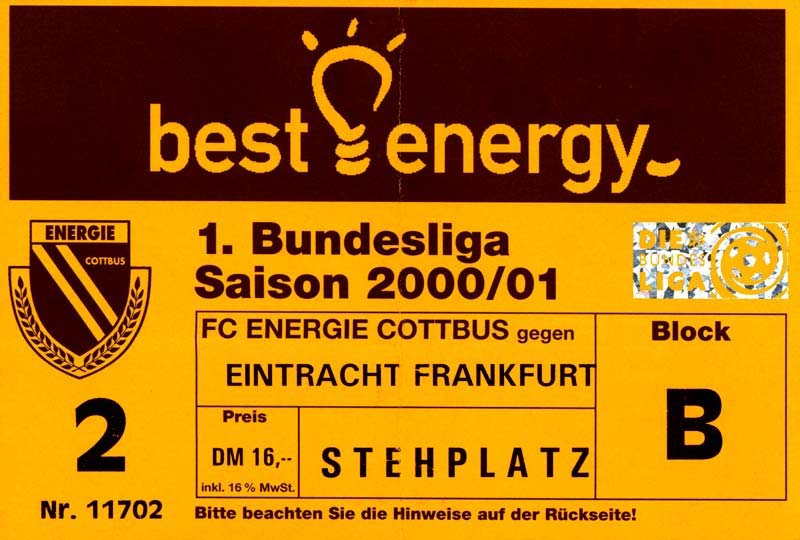 best energy
ENERGIE
COTTBUS
1. Bundesliga
Saison 2000/01
DIE
BUNDES
LIGA
FC ENERGIE COTTBUS gegen
EINTRACHT FRANKFURT
Block
B
2
Preis
DM 16,--
inkl. 16 % MwSt.
STEHPLATZ
Nr. 11702
Bitte beachten Sie die Hinweise auf der Rückseite!